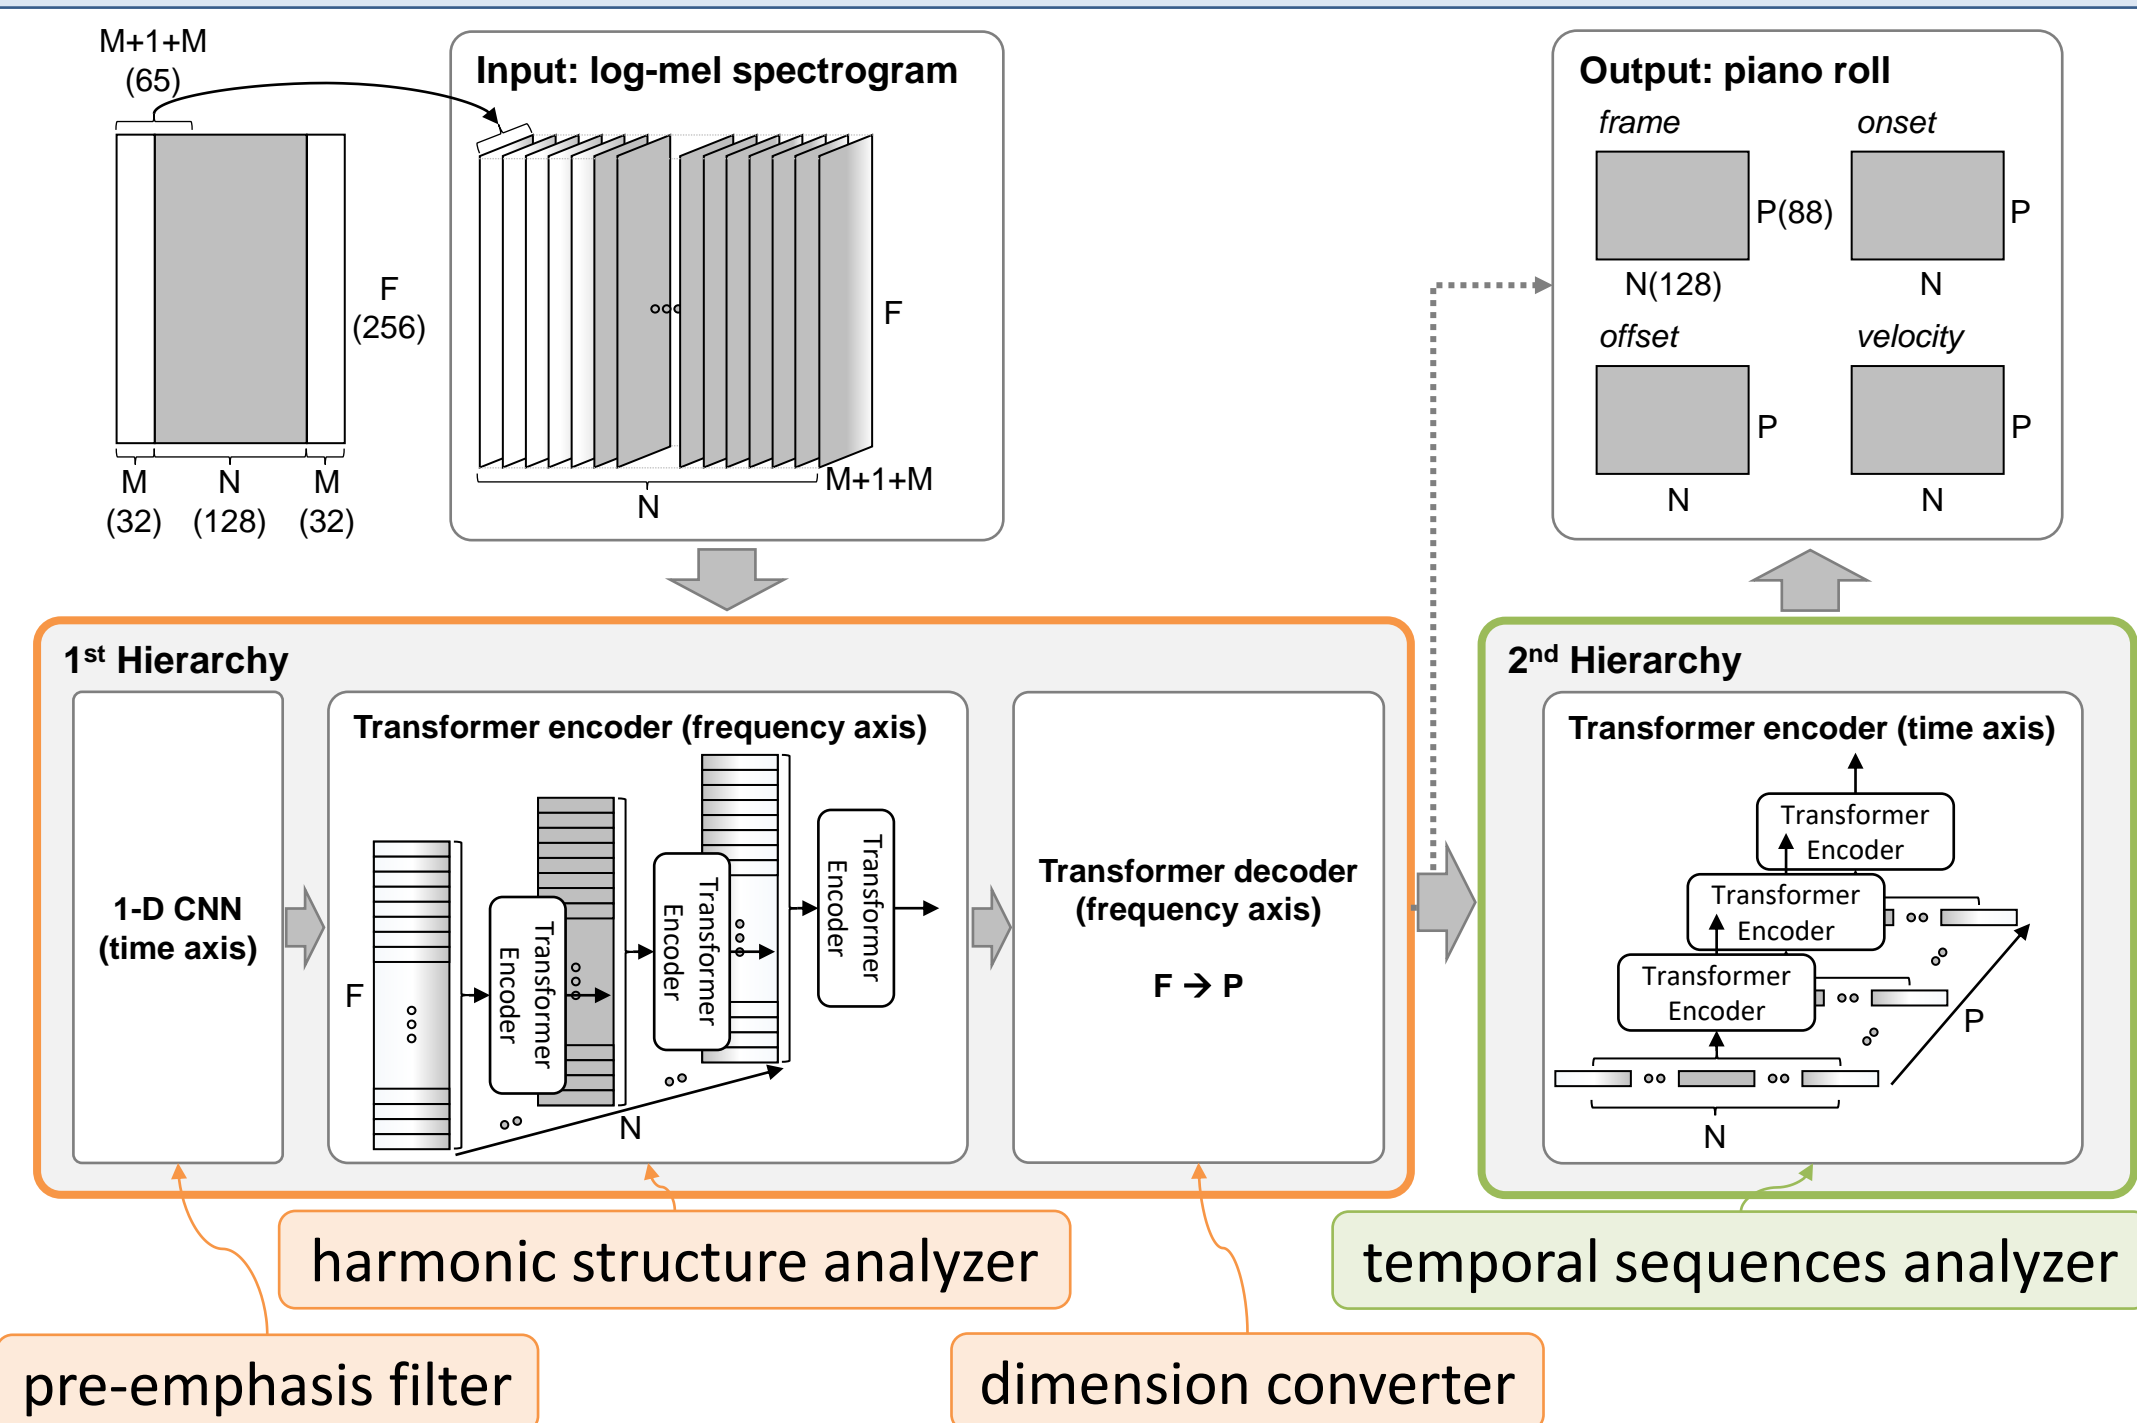 M+1+M
(65)
F
(256)
M
(32)
N
(128)
M
(32)
Input: log-mel spectrogram
F
M+1+M
N
Output: piano roll
frame
onset
P(88)
P
N(128)
N
offset
velocity
P
P
N
N
1st Hierarchy
1-D CNN
(time axis)
Transformer encoder (frequency axis)
F
Transformer
Encoder
Transformer
Encoder
Transformer
Encoder
N
Transformer decoder
(frequency axis)
F → P
2nd Hierarchy
Transformer encoder (time axis)
Transformer
Encoder
Transformer
Encoder
Transformer
Encoder
P
N
harmonic structure analyzer
temporal sequences analyzer
pre-emphasis filter
dimension converter